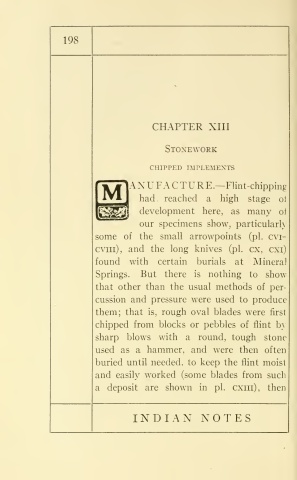 198
CHAPTER XIII
STONEWORK
CHIPPED IMPLEMENTS
MANUFACTURE.—Flint-chipping
had reached a high stage of
development here, as many of
our specimens show, particularly
some of the small arrowpoints (pl. CVI-
CVIII), and the long knives (pl. CX, CXI)
found with certain burials at Mineral
Springs. But there is nothing to show
that other than the usual methods of per-
cussion and pressure were used to produce
them; that is, rough oval blades were first
chipped from blocks or pebbles of flint by
sharp blows with a round, tough stone
used as a hammer, and were then often
buried until needed. to keep the flint moist
and easily worked (some blades from such
a deposit are shown in pl. CXIII), then
INDIAN NOTES